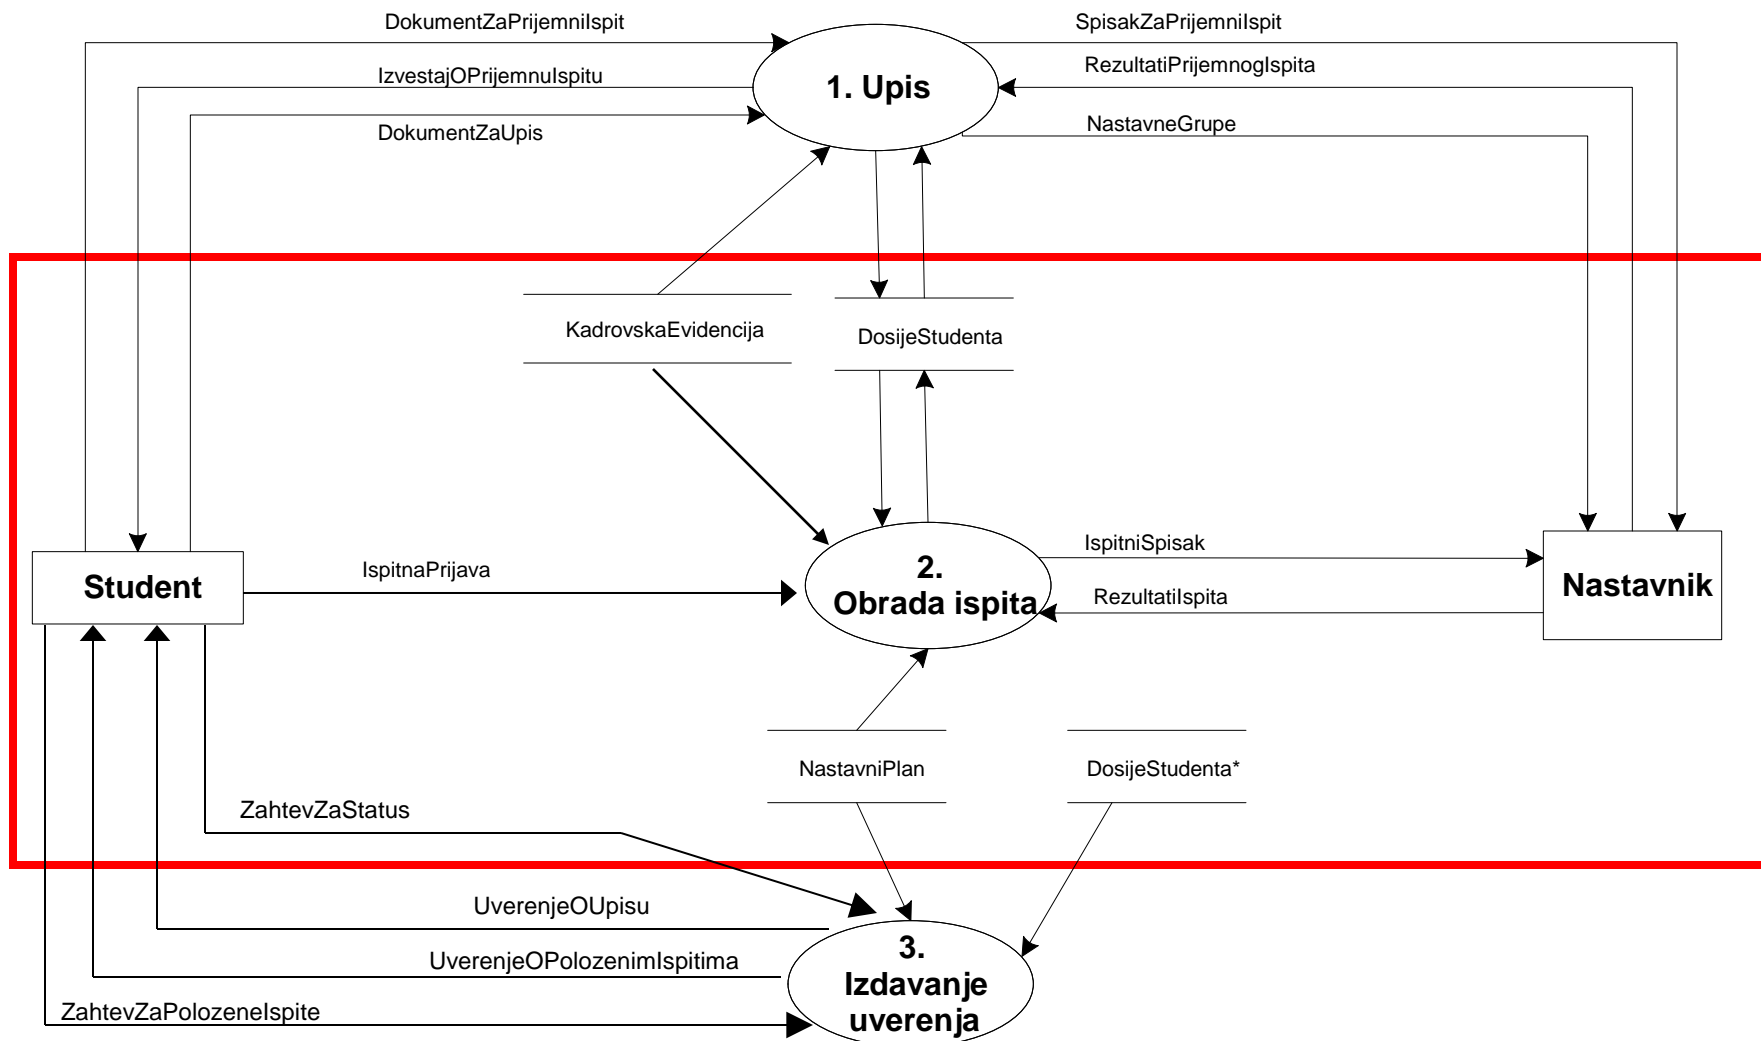 DokumentZaPrijemniIspit
SpisakZaPrijemniIspit
IzvestajOPrijemnuIspitu
1. Upis
RezultatiPrijemnogIspita
DokumentZaUpis
NastavneGrupe
KadrovskaEvidencija
DosijeStudenta
IspitnaPrijava
Student
2.
Obrada ispita
IspitniSpisak
RezultatiIspita
Nastavnik
NastavniPlan
DosijeStudenta*
ZahtevZaStatus
UverenjeOUpisu
UverenjeOPolozenimIspitima
ZahtevZaPolozeneIspite
3.
Izdavanje
uverenja